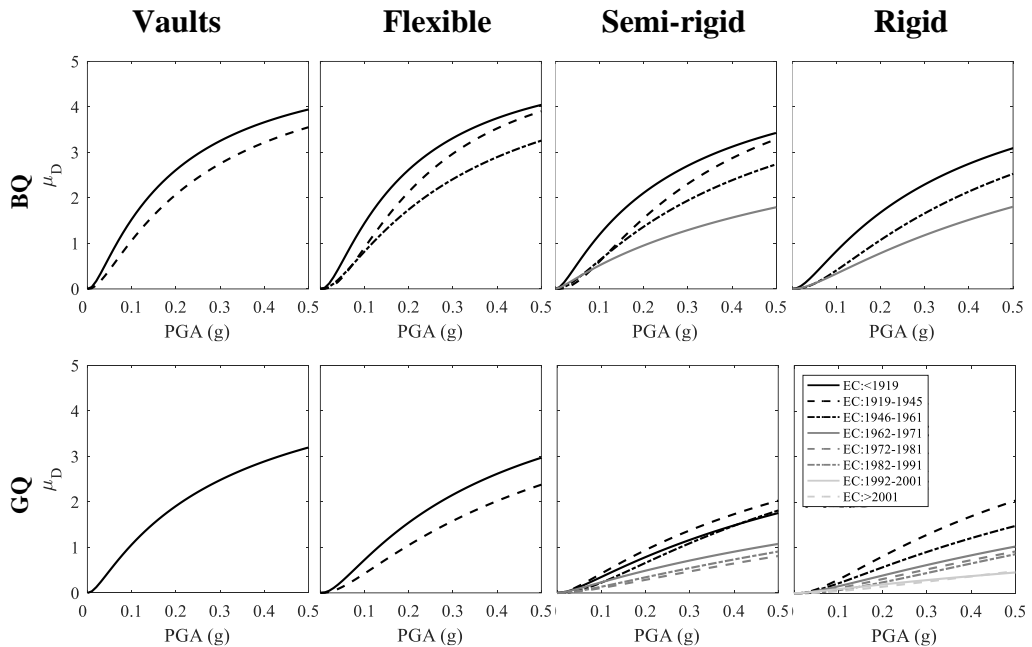 Vaults Flexible Semi-rigid Rigid
BQ
μD
5
4
3
2
1
0
0 0.1 0.2 0.3 0.4 0.5
PGA (g)
0.1 0.2 0.3 0.4 0.5
PGA (g)
0.1 0.2 0.3 0.4 0.5
PGA (g)
0.1 0.2 0.3 0.4 0.5
PGA (g)
GQ
μD
5
4
3
2
1
0
0 0.1 0.2 0.3 0.4 0.5
PGA (g)
0.1 0.2 0.3 0.4 0.5
PGA (g)
0.1 0.2 0.3 0.4 0.5
PGA (g)
EC:<1919
EC:1919-1945
EC:1946-1961
EC:1962-1971
EC:1972-1981
EC:1982-1991
EC:1992-2001
EC:>2001
0.1 0.2 0.3 0.4 0.5
PGA (g)